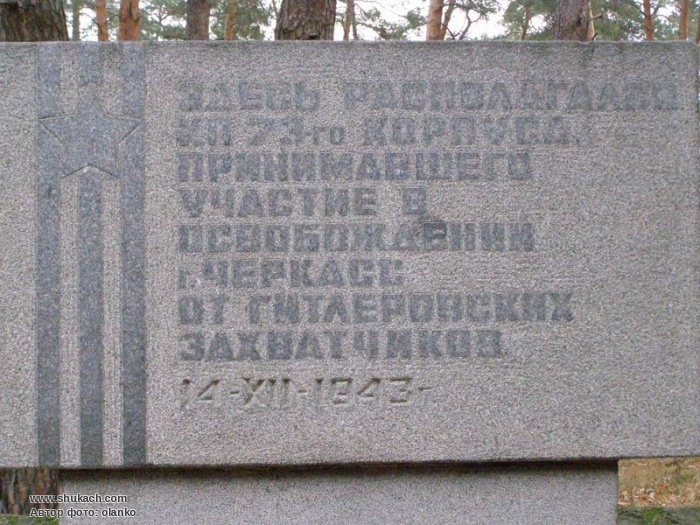 ЗДЕСЬ РАСПОЛАГАЛСЯ
КП 73-го КОРПУСА,
ПРИНИМАВШЕГО
УЧАСТИЕ В
ОСВОБОЖДЕНИИ
г. ЧЕРКАСС
ОТ ГИТЛЕРОВСКИХ
ЗАХВАТЧИКОВ.
14-XII-1943-
www.shukach.com
Автор фото: olanko